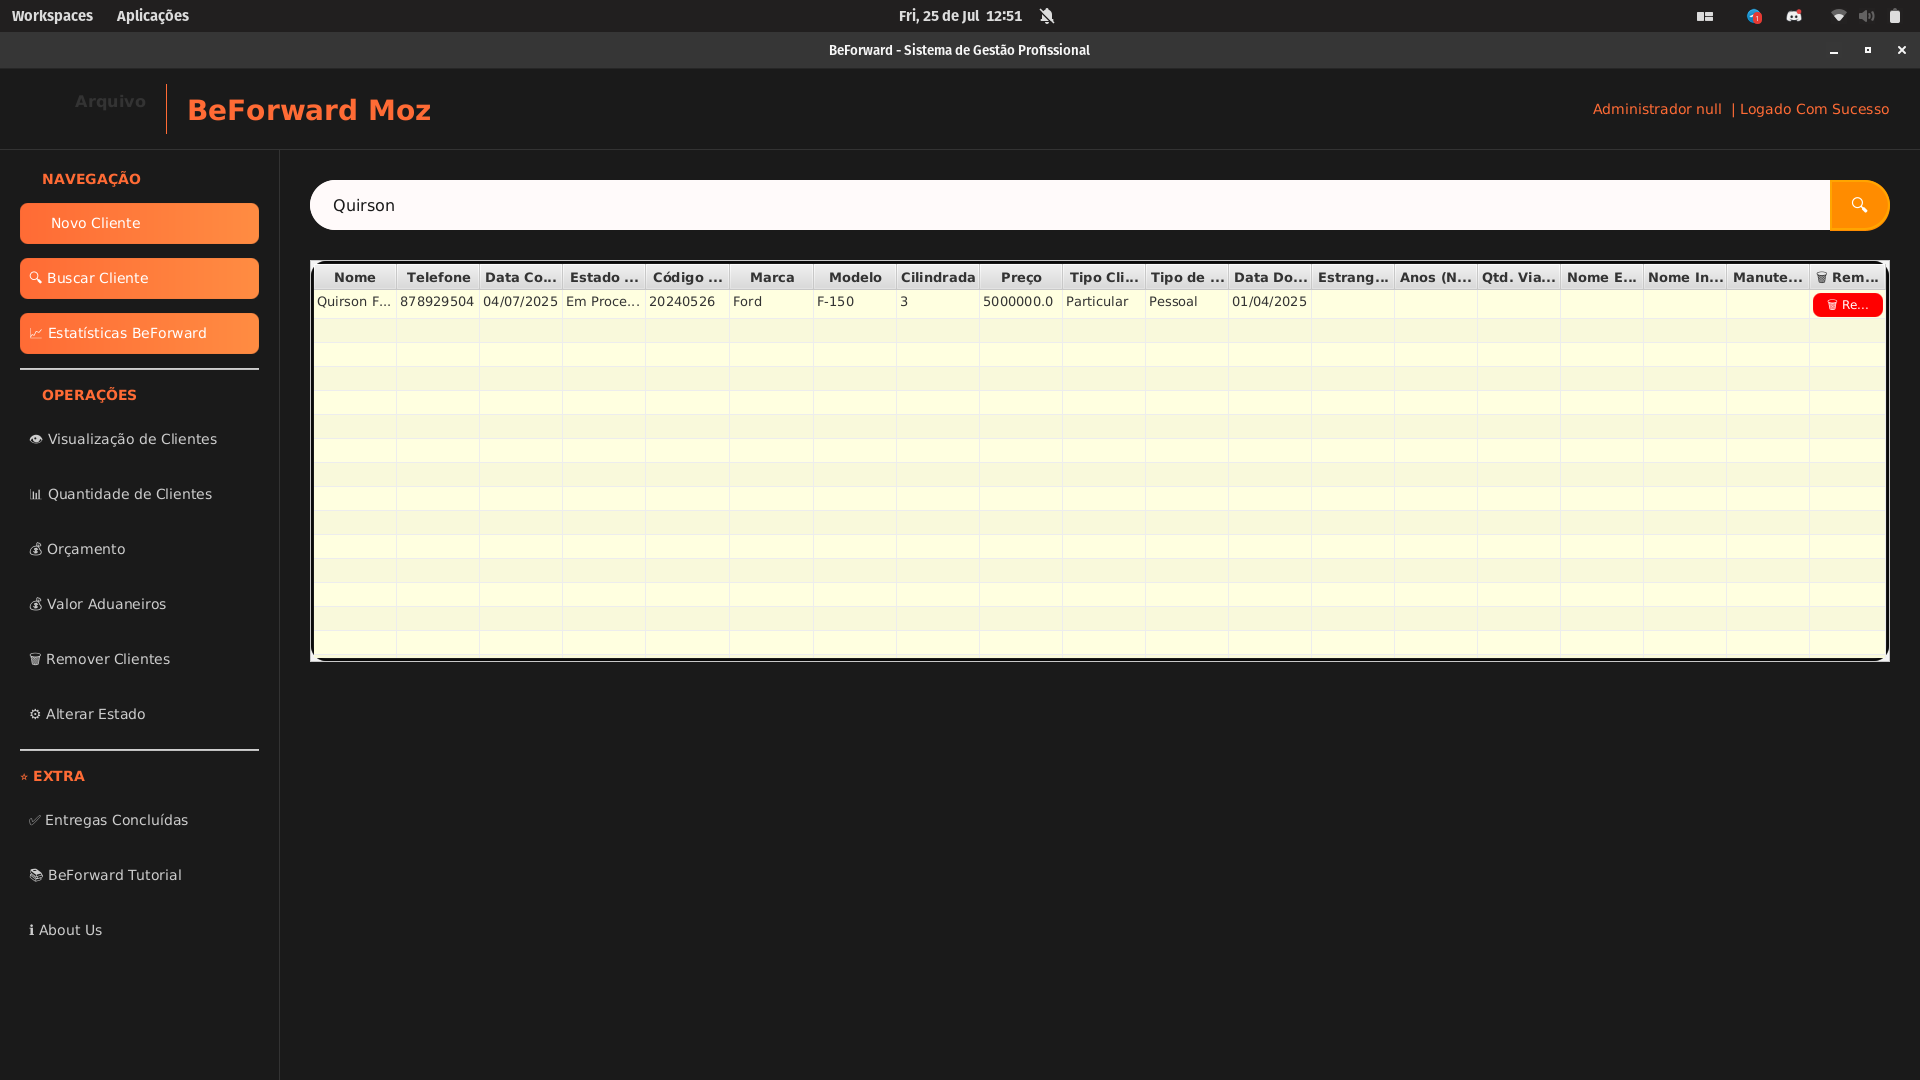 Workspaces Aplicações Fri, 25 de Jul 12:51
BeForward - Sistema de Gestão Profissional
Arquivo BeForward Moz Administrador null | Logado Com Sucesso
NAVEGAÇÃO
Novo Cliente
🔍 Buscar Cliente
📈 Estatísticas BeForward
OPERAÇÕES
👁 Visualização de Clientes
📊 Quantidade de Clientes
💰 Orçamento
💰 Valor Aduaneiros
🗑 Remover Clientes
⚙ Alterar Estado
⭐ EXTRA
✅ Entregas Concluídas
📚 BeForward Tutorial
ℹ About Us
Quirson
Nome Telefone Data Co... Estado ... Código ... Marca Modelo Cilindrada Preço Tipo Cli... Tipo de ... Data Do... Estrang... Anos (N... Qtd. Via... Nome E... Nome In... Manute... 🗑 Rem...
Quirson F... 878929504 04/07/2025 Em Proce... 20240526 Ford F-150 3 5000000.0 Particular Pessoal 01/04/2025 🗑 Re...